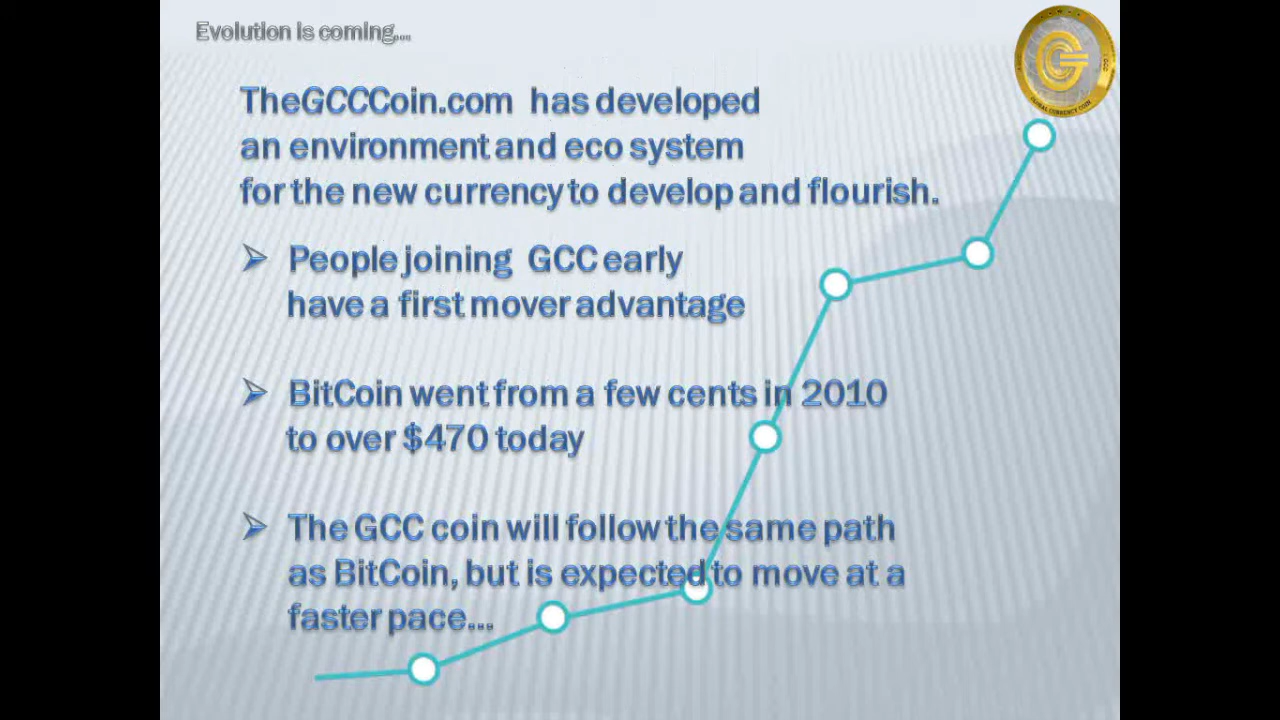 Evolution is coming...
TheGCCCoin.com has developed
an environment and eco system
for the new currency to develop and flourish.
People joining GCC early
have a first mover advantage
BitCoin went from a few cents in 2010
to over $470 today
The GCC coin will follow the same path
as BitCoin, but is expected to move at a
faster pace...
GLOBAL CURRENCY COIN